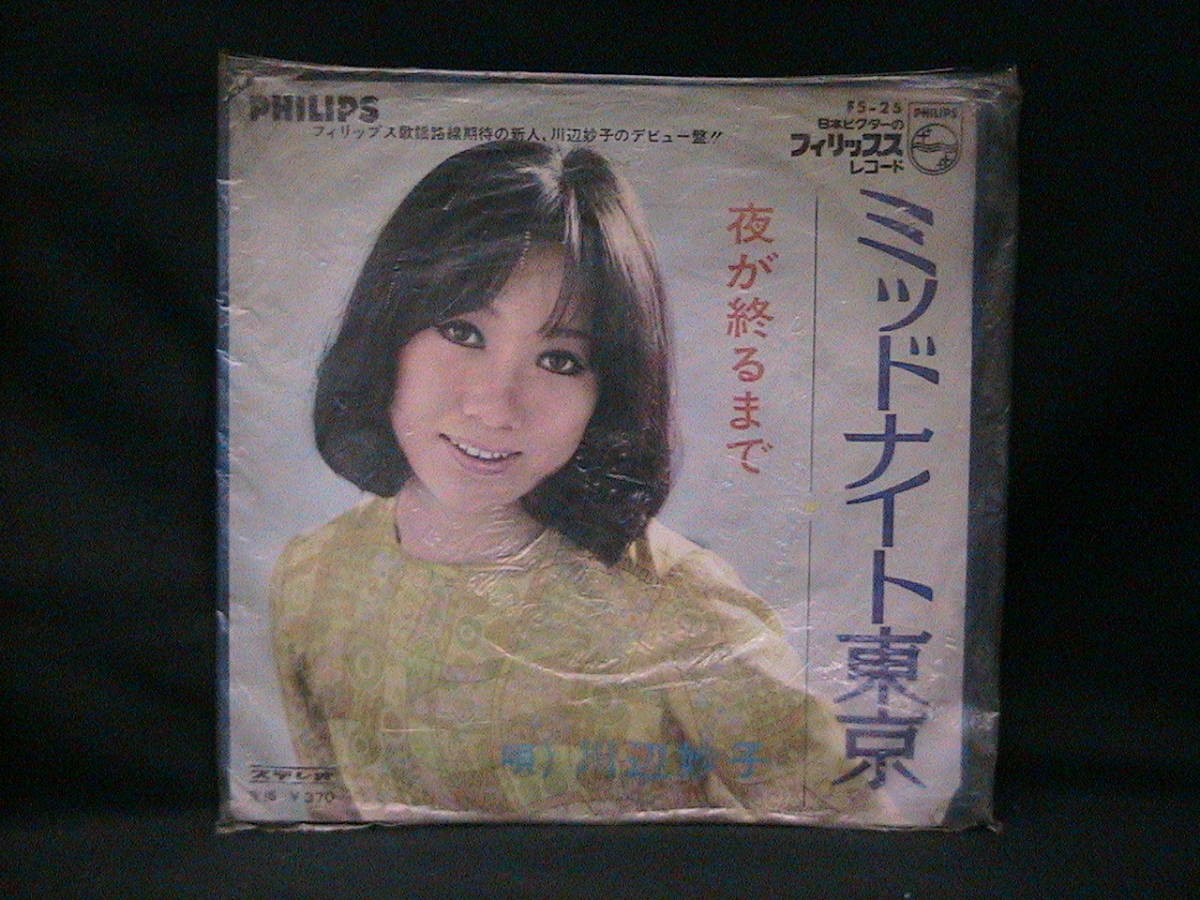 PHILIPS
フィリップス歌謡路線期待の新人、川辺妙子のデビュー盤!!
FS-25
日本ビクターの
フィリップス
レコード
PHILIPS
ミッドナイト東京
夜が終るまで
唄)川辺妙子
ステレオ
¥370